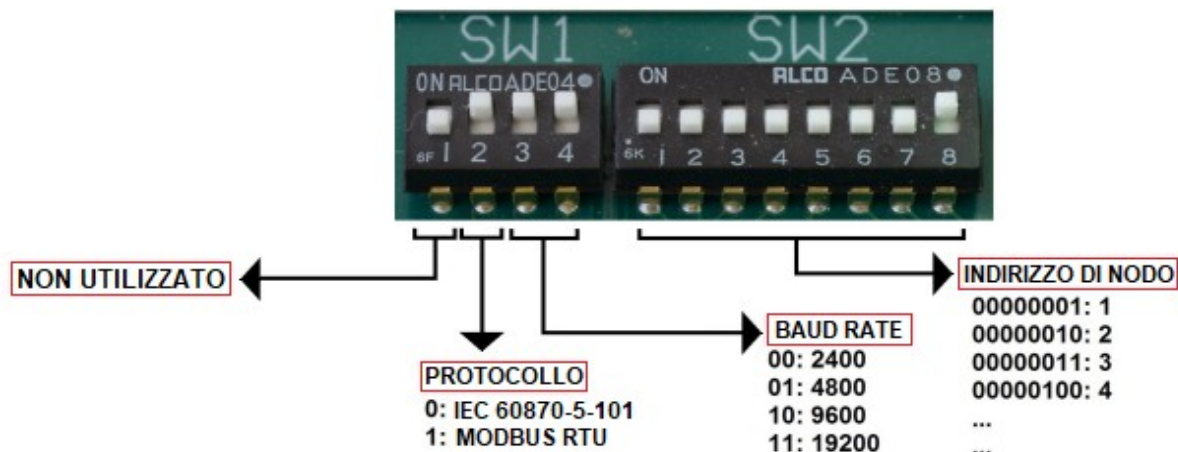 SW1 SW2
ON ALCO ADE04
ON ALCO ADE08
6F 1 2 3 4
6K 1 2 3 4 5 6 7 8
NON UTILIZZATO
PROTOCOLLO
0: IEC 60870-5-101
1: MODBUS RTU
BAUD RATE
00: 2400
01: 4800
10: 9600
11: 19200
INDIRIZZO DI NODO
00000001: 1
00000010: 2
00000011: 3
00000100: 4
...
...